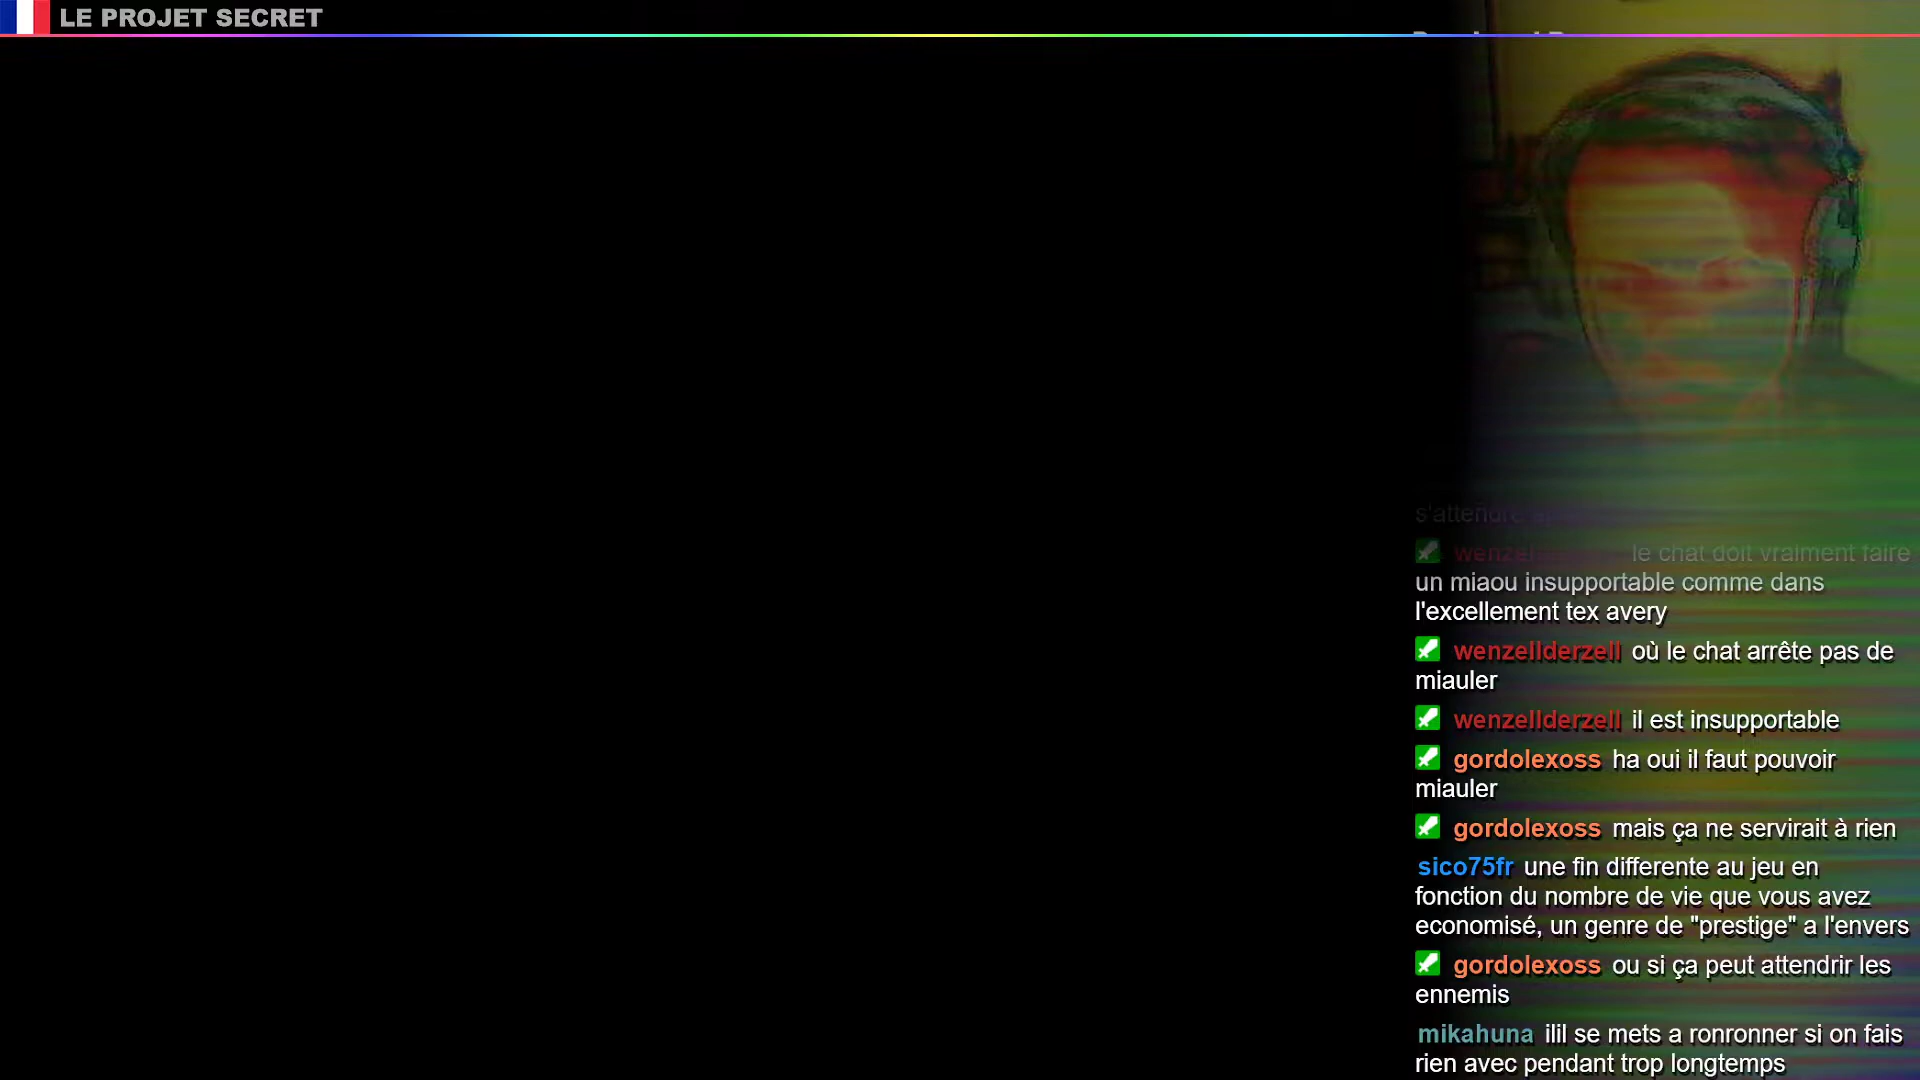 LE PROJET SECRET
s'attendre
le chat doit vraiment faire
un miaou insupportable comme dans
l'excellement tex avery
wenzellderzell où le chat arrête pas de
miauler
wenzellderzell il est insupportable
gordolexoss ha oui il faut pouvoir
miauler
gordolexoss mais ça ne servirait à rien
sico75fr une fin differente au jeu en
fonction du nombre de vie que vous avez
economisé, un genre de "prestige" a l'envers
gordolexoss ou si ça peut attendrir les
ennemis
mikahuna ilil se mets a ronronner si on fais
rien avec pendant trop longtemps